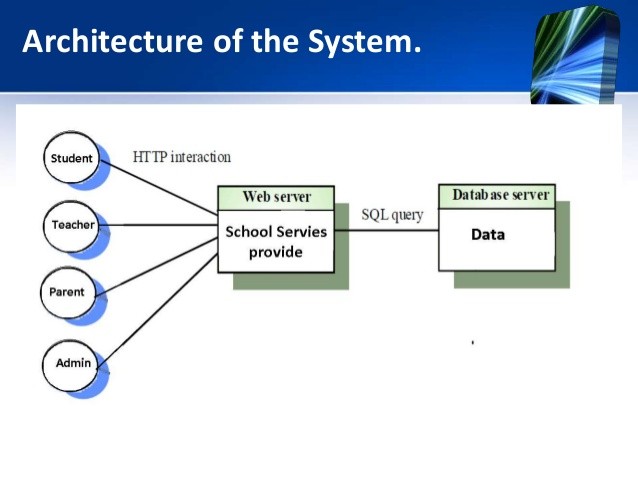 Architecture of the System.
Student
HTTP interaction
Web server
Database server
Teacher
School Servies
provide
SQL query
Data
Parent
Admin